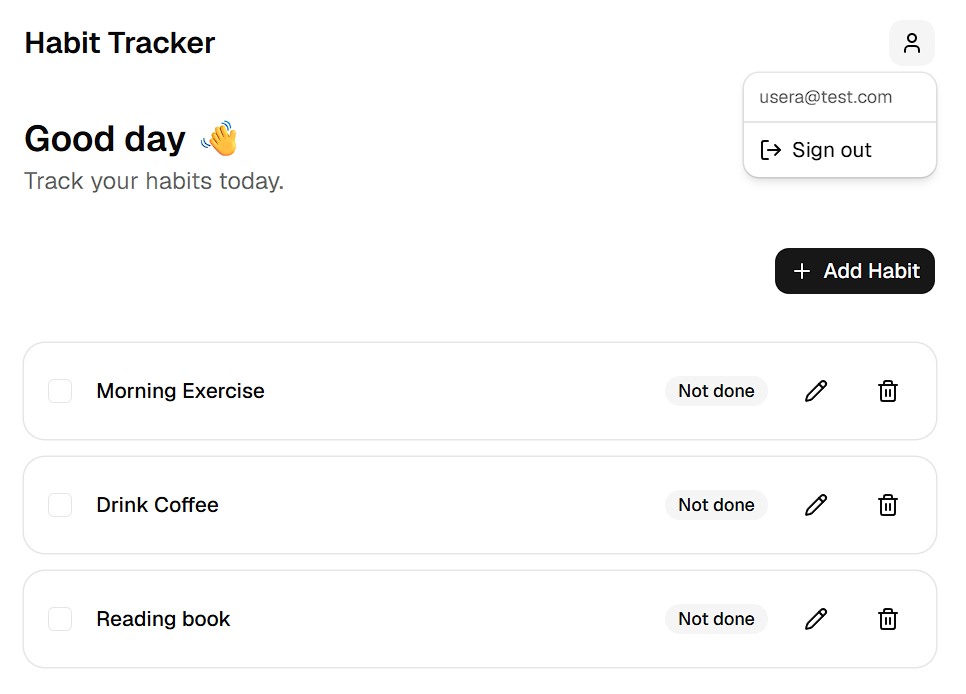 Habit Tracker
usera@test.com
Sign out
Good day 👋
Track your habits today.
Add Habit
Morning Exercise
Not done
Drink Coffee
Not done
Reading book
Not done